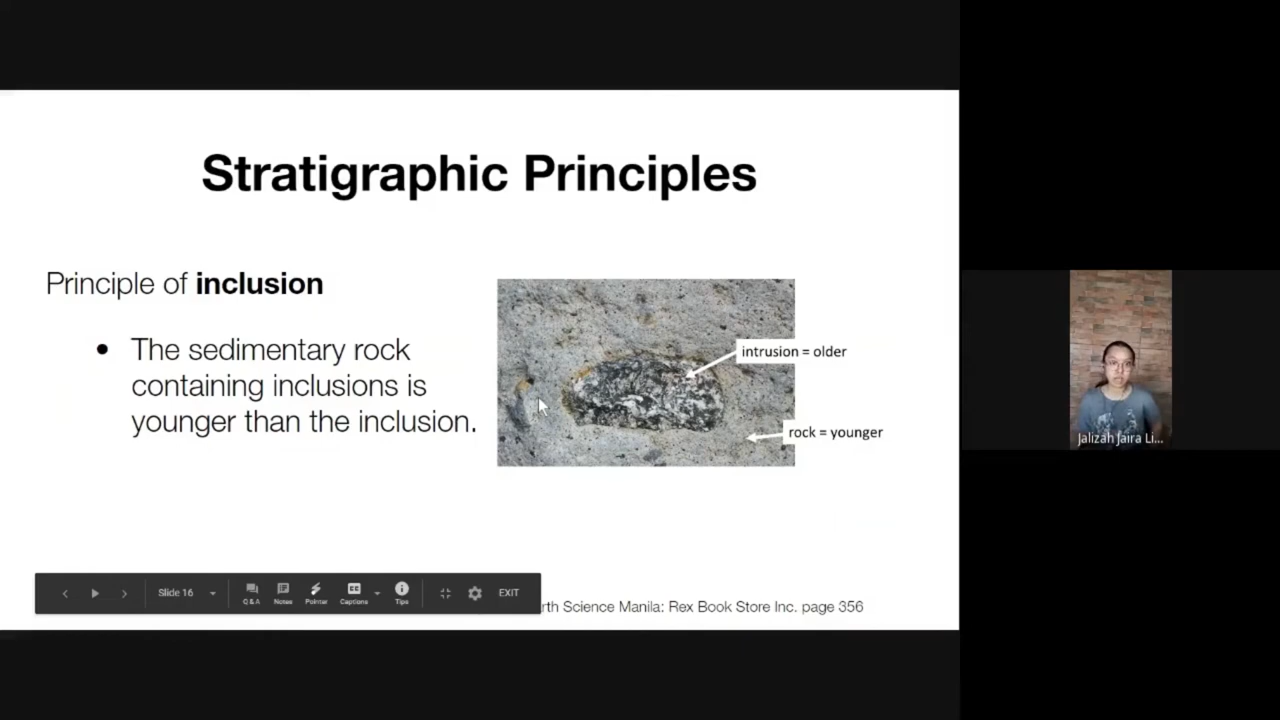 Stratigraphic Principles
Principle of inclusion
• The sedimentary rock
containing inclusions is
younger than the inclusion.
intrusion = older
rock = younger
Jalizah Jaira Li...
Slide 16
Q&A
Notes
Pointer
Captions
Tips
EXIT
rth Science Manila: Rex Book Store Inc. page 356